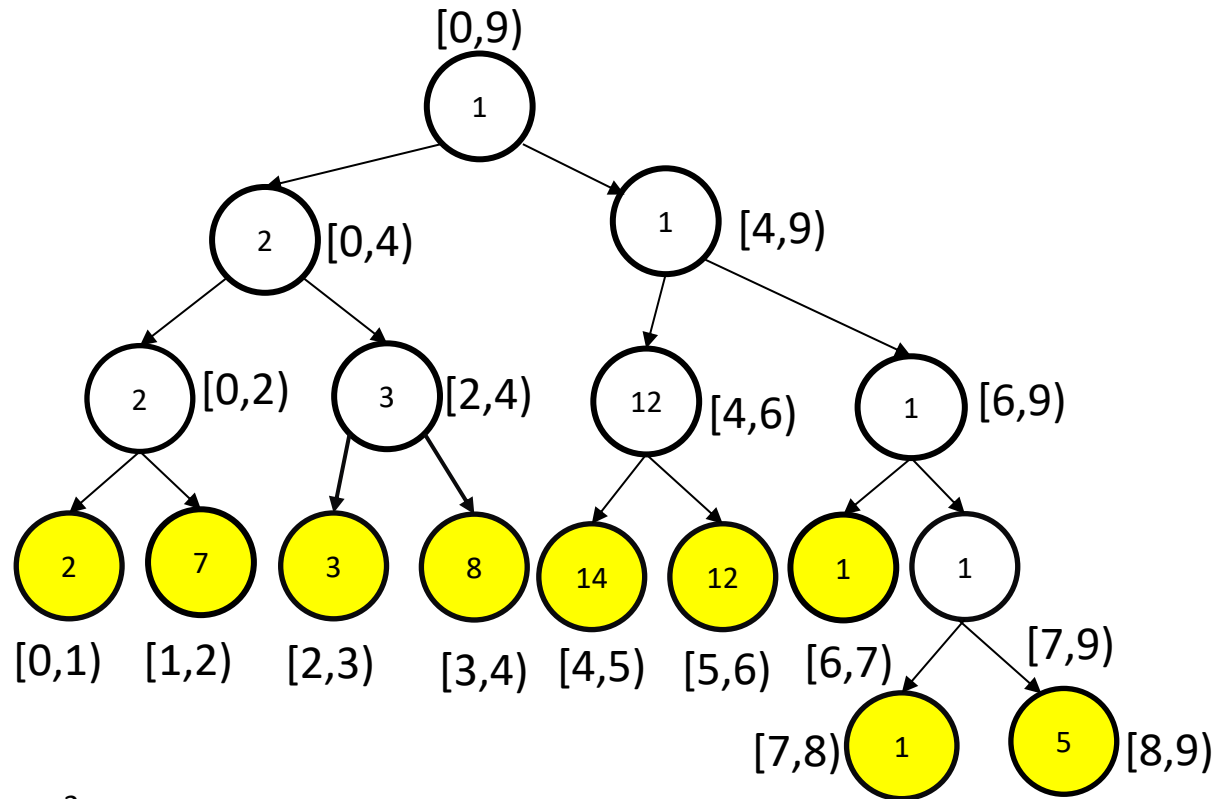 [0,9)
1
2 [0,4)
1 [4,9)
2 [0,2)
3 [2,4)
12 [4,6)
1 [6,9)
2 7 3 8 14 12 1 1
[0,1) [1,2) [2,3) [3,4) [4,5) [5,6) [6,7) [7,9)
[7,8) 1 5 [8,9)